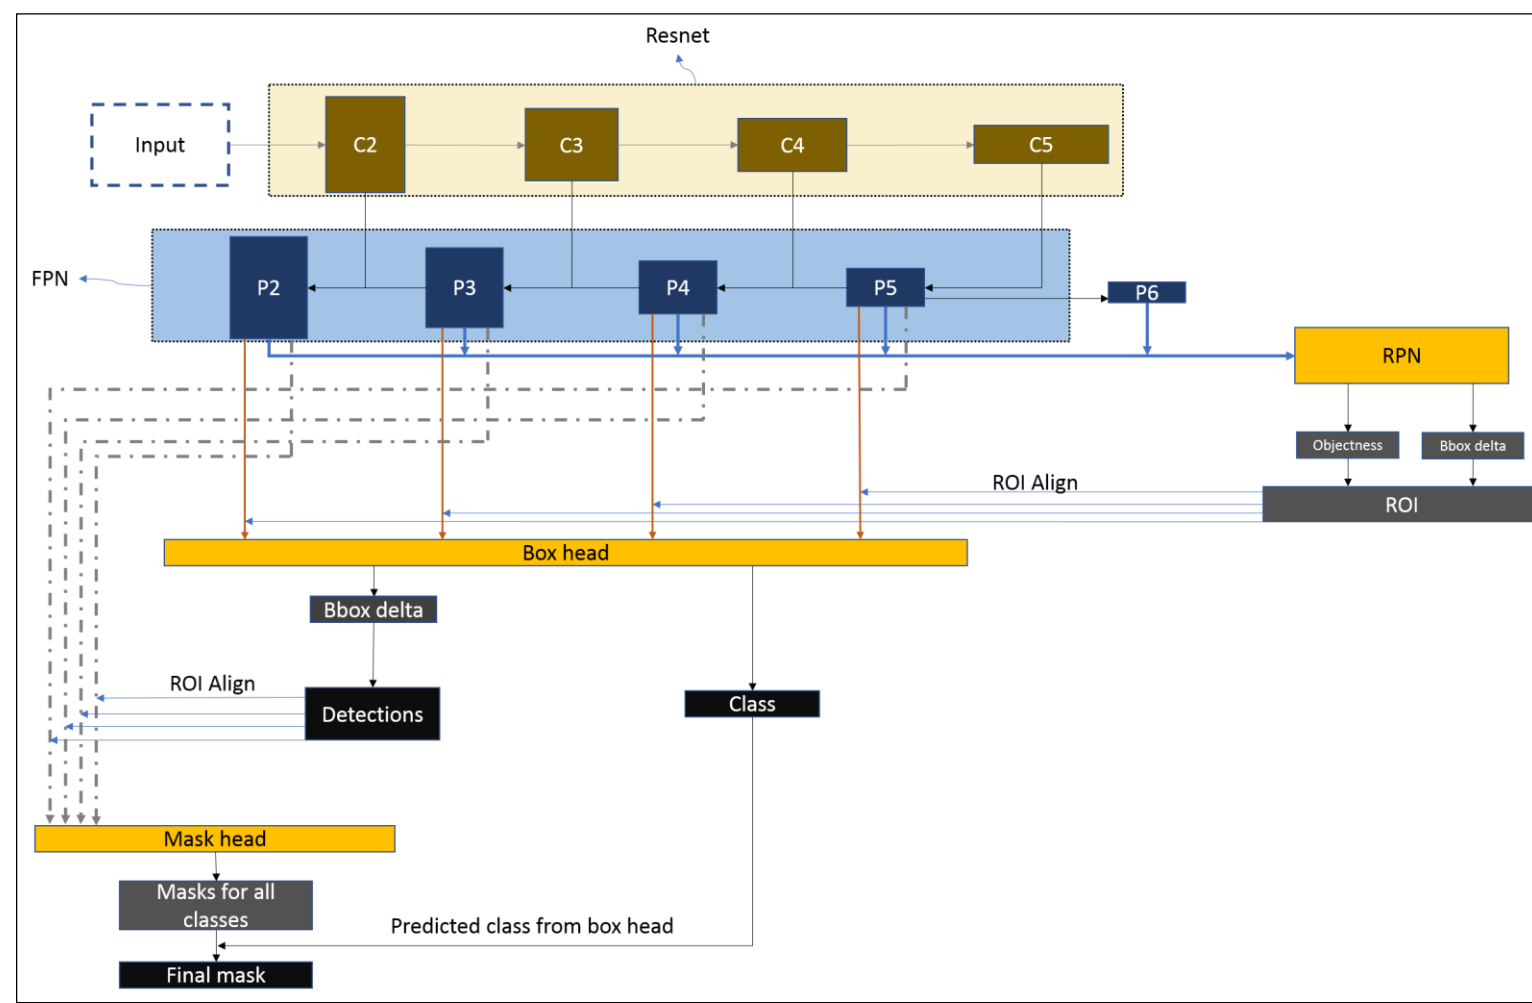 Resnet
Input
C2
C3
C4
C5
FPN
P2
P3
P4
P5
P6
RPN
Objectness
Bbox delta
ROI Align
ROI
Box head
Bbox delta
ROI Align
Detections
Class
Mask head
Masks for all
classes
Predicted class from box head
Final mask